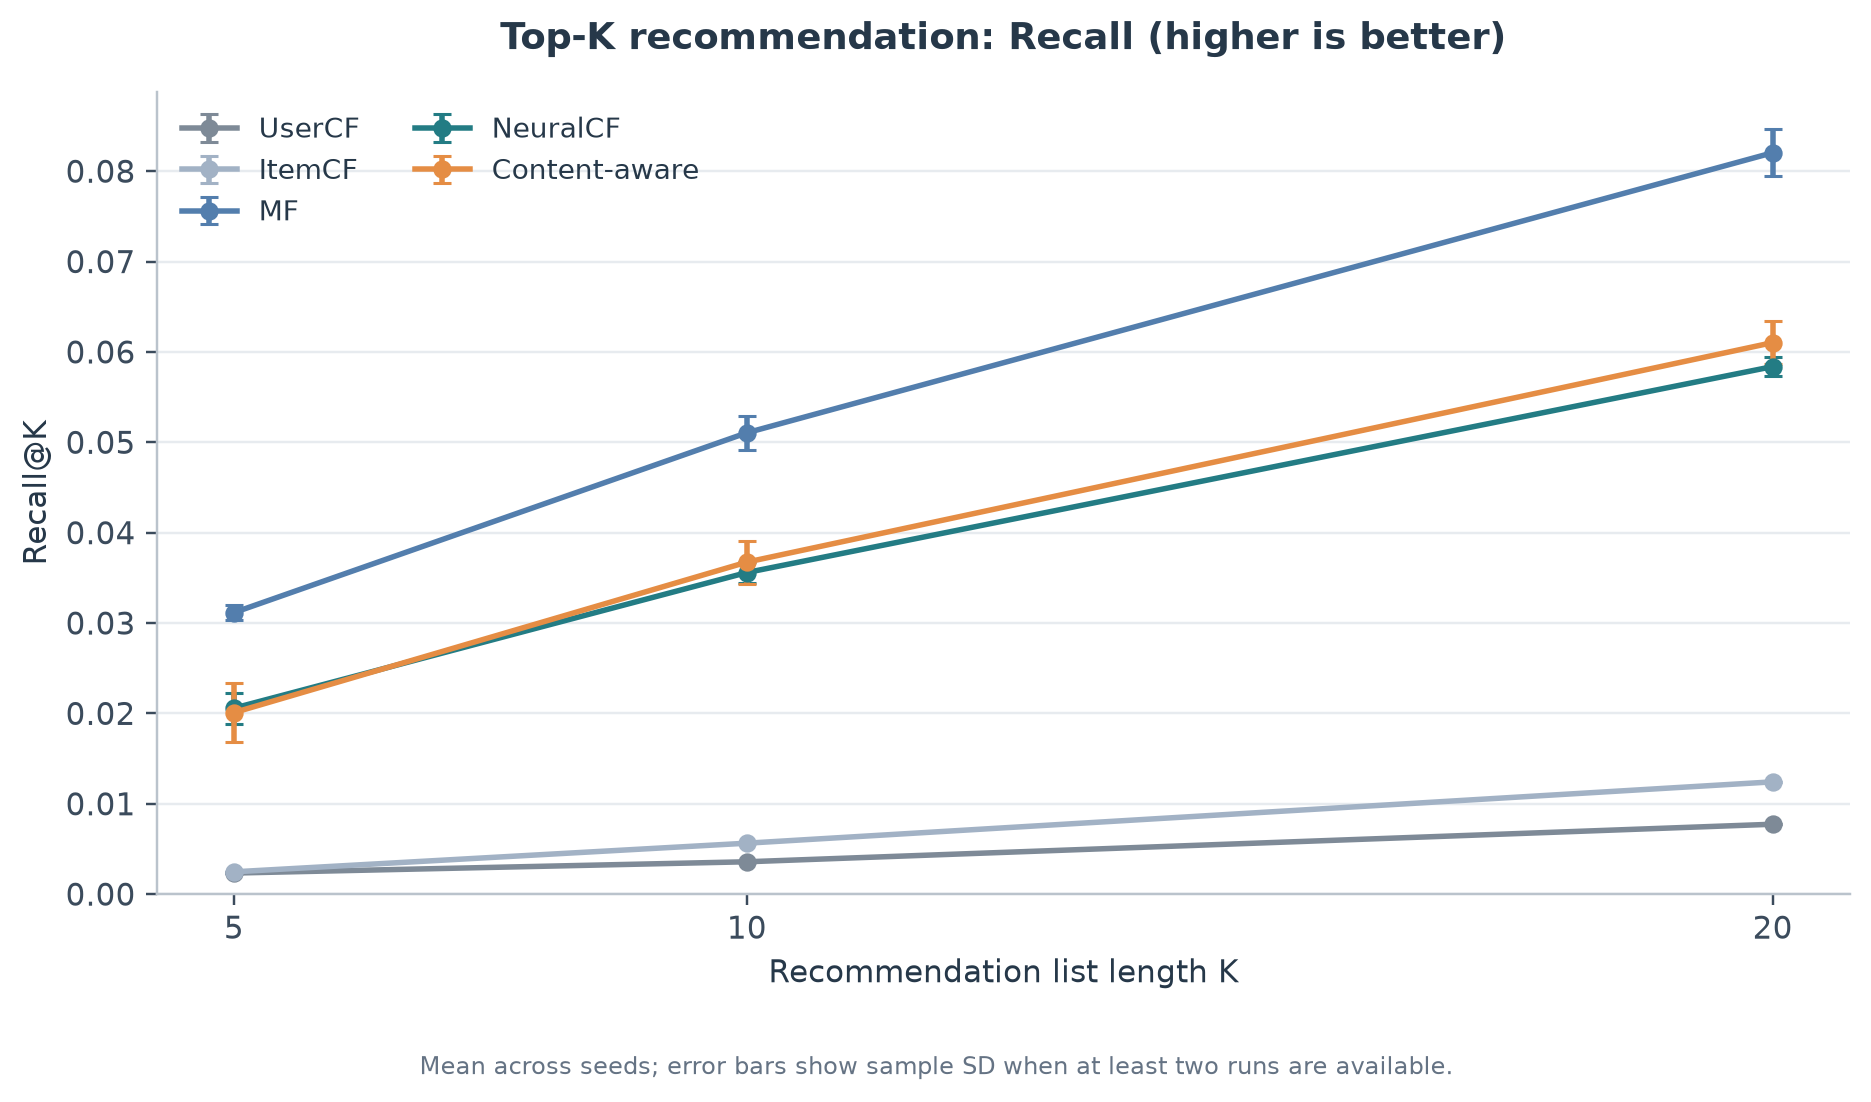 Top-K recommendation: Recall (higher is better)
UserCF
ItemCF
MF
NeuralCF
Content-aware
Recall@K
0.08
0.07
0.06
0.05
0.04
0.03
0.02
0.01
0.00
5 10 20
Recommendation list length K
Mean across seeds; error bars show sample SD when at least two runs are available.